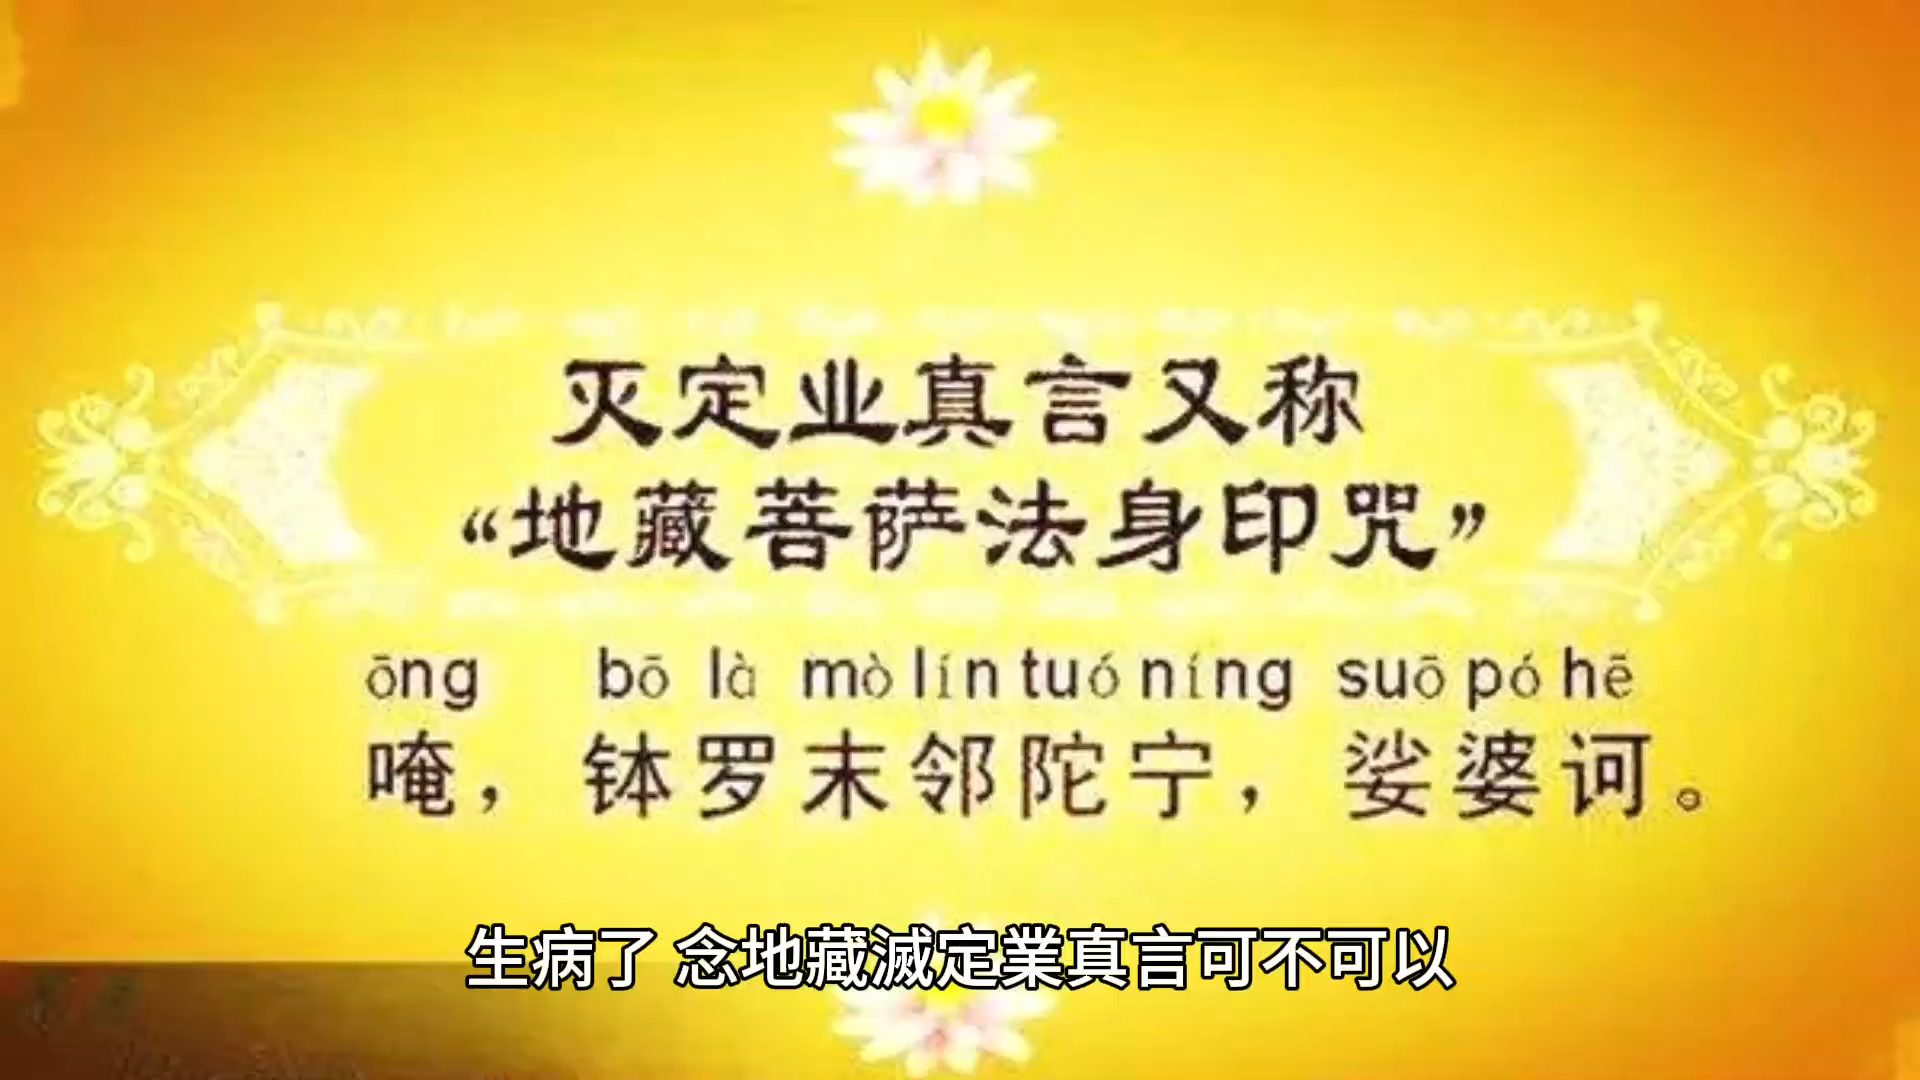 灭定业真言又称
“地藏菩萨法身印咒”
ōng bō là mò lín tuó níng suō pó hē
唵，钵罗末邻陀宁，娑婆诃。
生病了 念地藏滅定業真言可不可以